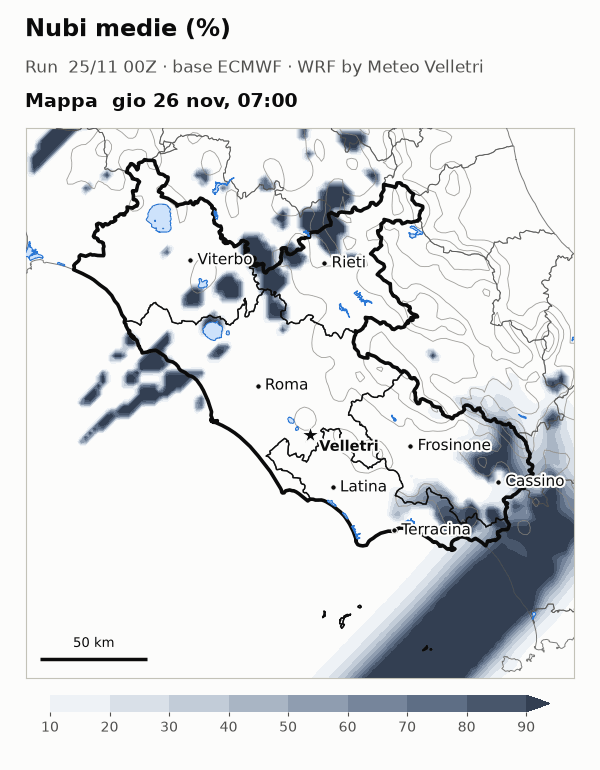 Nubi medie (%)
Run  25/11 00Z · base ECMWF · WRF by Meteo Velletri
Mappa  gio 26 nov, 07:00
Viterbo
Rieti
Roma
Velletri
Frosinone
Cassino
Latina
Terracina
50 km
10 20 30 40 50 60 70 80 90